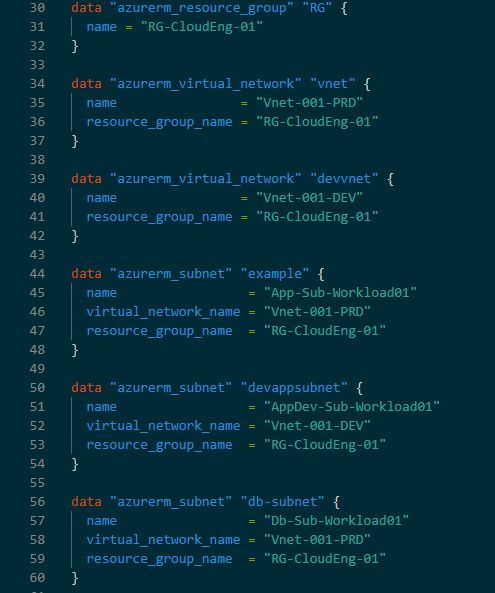 30 data "azurerm_resource_group" "RG" {
31   name = "RG-CloudEng-01"
32 }
33
34 data "azurerm_virtual_network" "vnet" {
35   name                = "Vnet-001-PRD"
36   resource_group_name = "RG-CloudEng-01"
37 }
38
39 data "azurerm_virtual_network" "devvnet" {
40   name                = "Vnet-001-DEV"
41   resource_group_name = "RG-CloudEng-01"
42 }
43
44 data "azurerm_subnet" "example" {
45   name                 = "App-Sub-Workload01"
46   virtual_network_name = "Vnet-001-PRD"
47   resource_group_name  = "RG-CloudEng-01"
48 }
49
50 data "azurerm_subnet" "devappsubnet" {
51   name                 = "AppDev-Sub-Workload01"
52   virtual_network_name = "Vnet-001-DEV"
53   resource_group_name  = "RG-CloudEng-01"
54 }
55
56 data "azurerm_subnet" "db-subnet" {
57   name                 = "Db-Sub-Workload01"
58   virtual_network_name = "Vnet-001-PRD"
59   resource_group_name  = "RG-CloudEng-01"
60 }